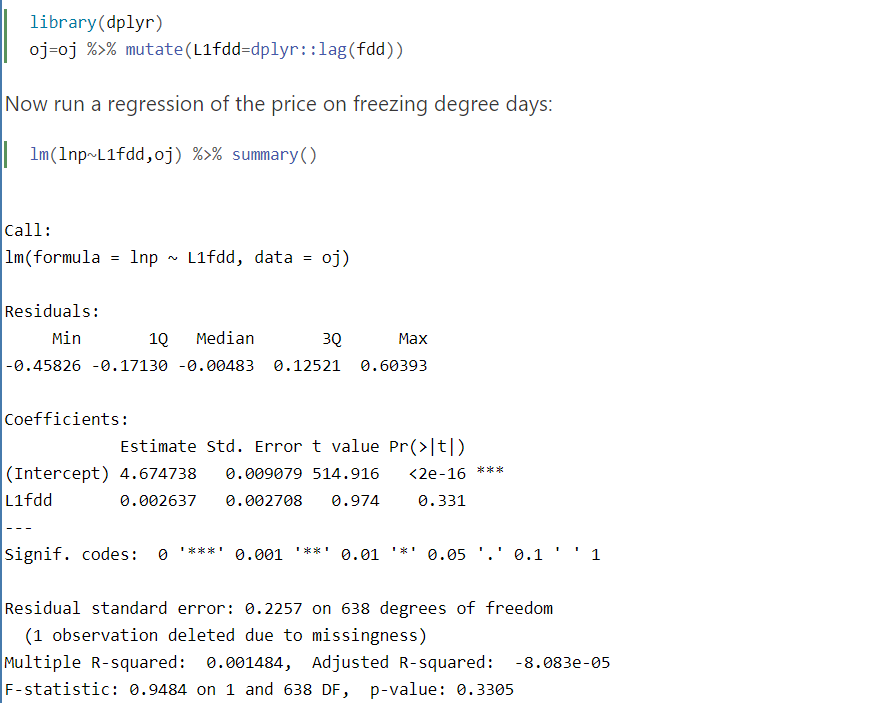 library(dplyr)
oj=oj %>% mutate(L1fdd=dplyr::lag(fdd))
Now run a regression of the price on freezing degree days:
lm(lnp~L1fdd,oj) %>% summary()
Call:
lm(formula = lnp ~ L1fdd, data = oj)
Residuals:
     Min       1Q   Median       3Q      Max
-0.45826 -0.17130 -0.00483  0.12521  0.60393
Coefficients:
            Estimate Std. Error t value Pr(>|t|)
(Intercept) 4.674738   0.009079 514.916   <2e-16 ***
L1fdd       0.002637   0.002708   0.974    0.331
---
Signif. codes:  0 '***' 0.001 '**' 0.01 '*' 0.05 '.' 0.1 ' ' 1
Residual standard error: 0.2257 on 638 degrees of freedom
  (1 observation deleted due to missingness)
Multiple R-squared:  0.001484,  Adjusted R-squared:  -8.083e-05
F-statistic: 0.9484 on 1 and 638 DF,  p-value: 0.3305